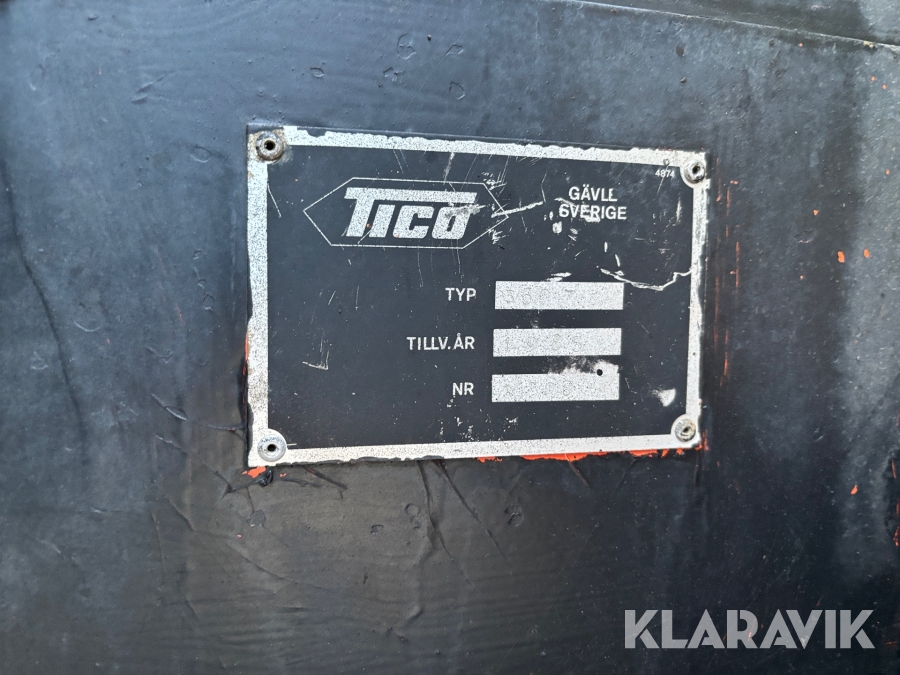 4874
TICO
GÄVLE
SVERIGE
TYP
TILLV. ÅR
NR
KLARAVIK